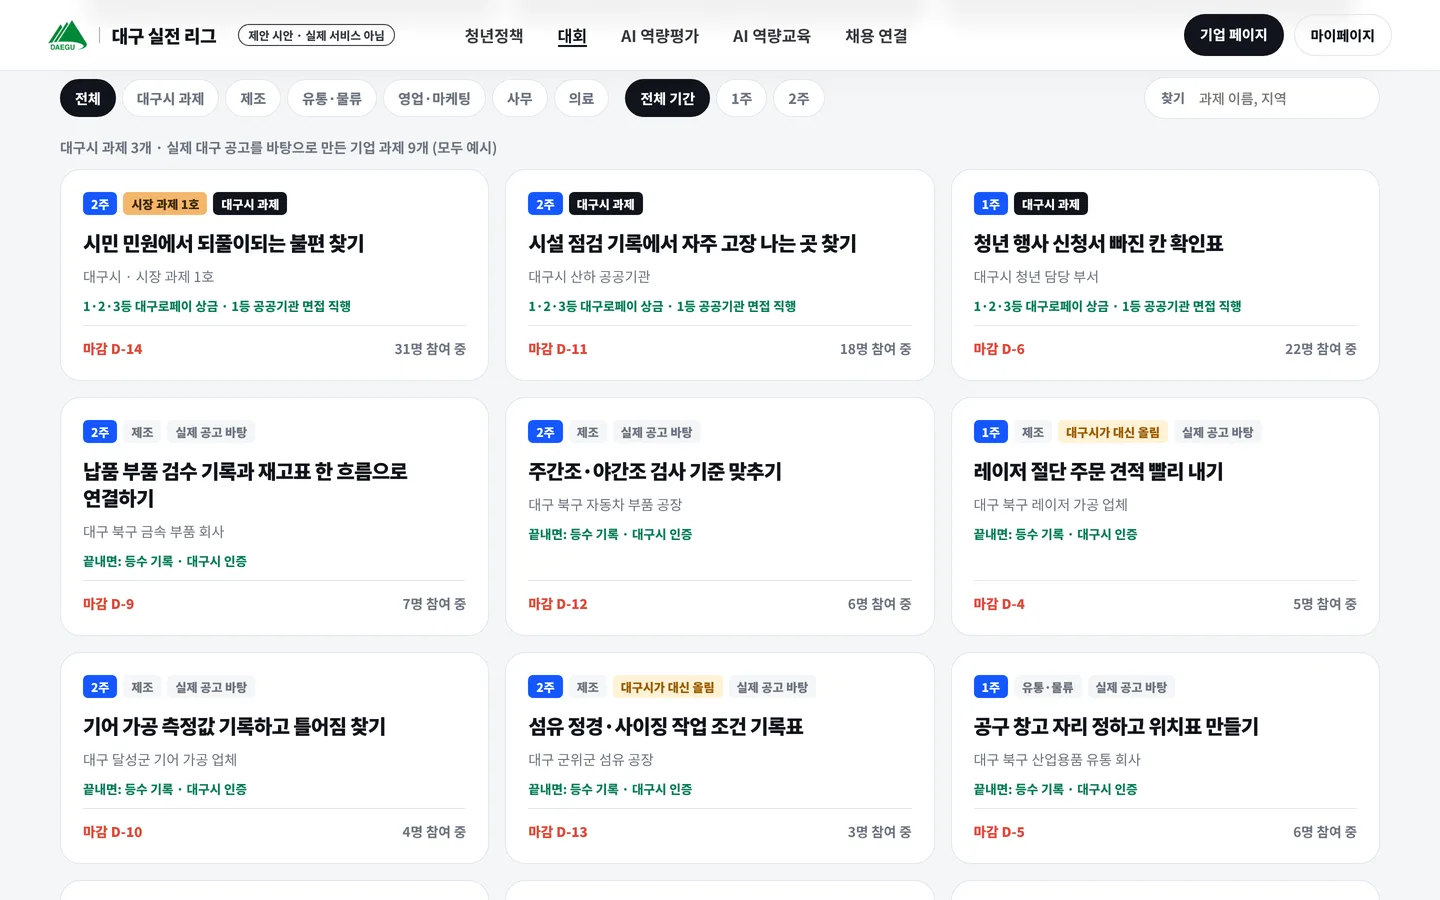 DAEGU
대구 실전 리그
제안 시안 · 실제 서비스 아님
청년정책 대회 AI 역량평가 AI 역량교육 채용 연결
기업 페이지 마이페이지
전체 대구시 과제 제조 유통·물류 영업·마케팅 사무 의료 전체 기간 1주 2주
찾기 과제 이름, 지역
대구시 과제 3개 · 실제 대구 공고를 바탕으로 만든 기업 과제 9개 (모두 예시)
2주 시장 과제 1호 대구시 과제
시민 민원에서 되풀이되는 불편 찾기
대구시 · 시장 과제 1호
1·2·3등 대구로페이 상금 · 1등 공공기관 면접 직행
마감 D-14 31명 참여 중
2주 대구시 과제
시설 점검 기록에서 자주 고장 나는 곳 찾기
대구시 산하 공공기관
1·2·3등 대구로페이 상금 · 1등 공공기관 면접 직행
마감 D-11 18명 참여 중
1주 대구시 과제
청년 행사 신청서 빠진 칸 확인표
대구시 청년 담당 부서
1·2·3등 대구로페이 상금 · 1등 공공기관 면접 직행
마감 D-6 22명 참여 중
2주 제조 실제 공고 바탕
납품 부품 검수 기록과 재고표 한 흐름으로
연결하기
대구 북구 금속 부품 회사
끝내면: 등수 기록 · 대구시 인증
마감 D-9 7명 참여 중
2주 제조 실제 공고 바탕
주간조·야간조 검사 기준 맞추기
대구 북구 자동차 부품 공장
끝내면: 등수 기록 · 대구시 인증
마감 D-12 6명 참여 중
1주 제조 대구시가 대신 올림 실제 공고 바탕
레이저 절단 주문 견적 빨리 내기
대구 북구 레이저 가공 업체
끝내면: 등수 기록 · 대구시 인증
마감 D-4 5명 참여 중
2주 제조 실제 공고 바탕
기어 가공 측정값 기록하고 틀어짐 찾기
대구 달성군 기어 가공 업체
끝내면: 등수 기록 · 대구시 인증
마감 D-10 4명 참여 중
2주 제조 대구시가 대신 올림 실제 공고 바탕
섬유 정경·사이징 작업 조건 기록표
대구 군위군 섬유 공장
끝내면: 등수 기록 · 대구시 인증
마감 D-13 3명 참여 중
1주 유통·물류 실제 공고 바탕
공구 창고 자리 정하고 위치표 만들기
대구 북구 산업용품 유통 회사
끝내면: 등수 기록 · 대구시 인증
마감 D-5 6명 참여 중